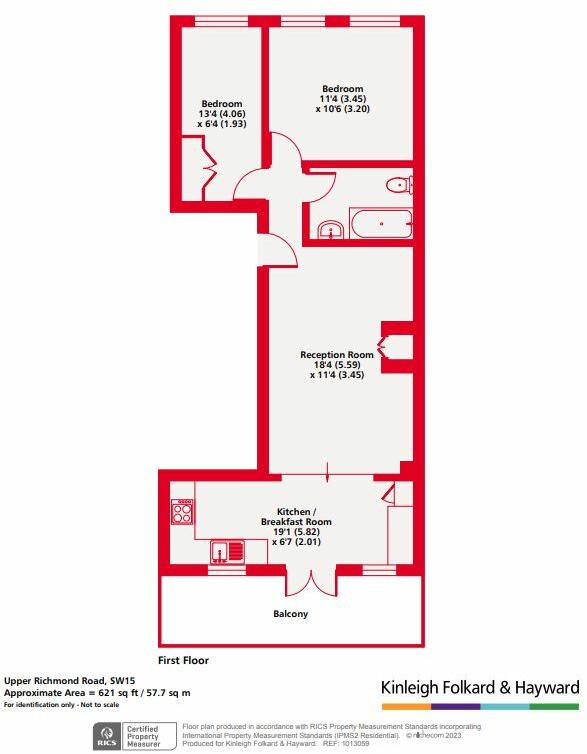 Bedroom
13'4 (4.06)
x 6'4 (1.93)
Bedroom
11'4 (3.45)
x 10'6 (3.20)
Reception Room
18'4 (5.59)
x 11'4 (3.45)
Kitchen /
Breakfast Room
19'1 (5.82)
x 6'7 (2.01)
Balcony
First Floor
Upper Richmond Road, SW15
Approximate Area = 621 sq ft / 57.7 sq m
For identification only - Not to scale
Kinleigh Folkard & Hayward
RICS
Certified
Property
Measurer
Floor plan produced in accordance with RICS Property Measurement Standards incorporating
International Property Measurement Standards (IPMS2 Residential). © nichecom 2023.
Produced for Kinleigh Folkard & Hayward. REF: 1013059